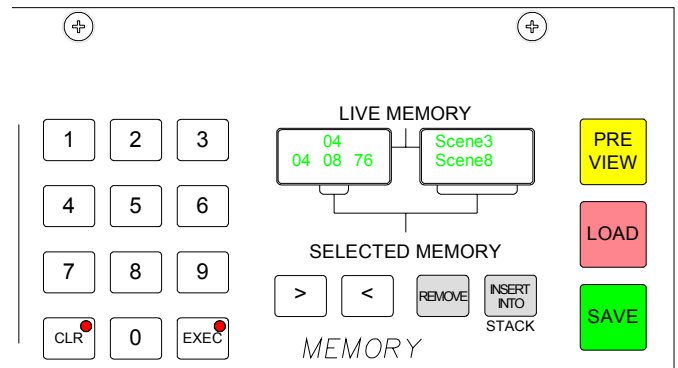 LIVE MEMORY
04
04 08 76
Scene3
Scene8
SELECTED MEMORY
1 2 3
4 5 6
7 8 9
CLR 0 EXEC
> <
REMOVE
INSERT
INTO
STACK
MEMORY
PRE
VIEW
LOAD
SAVE